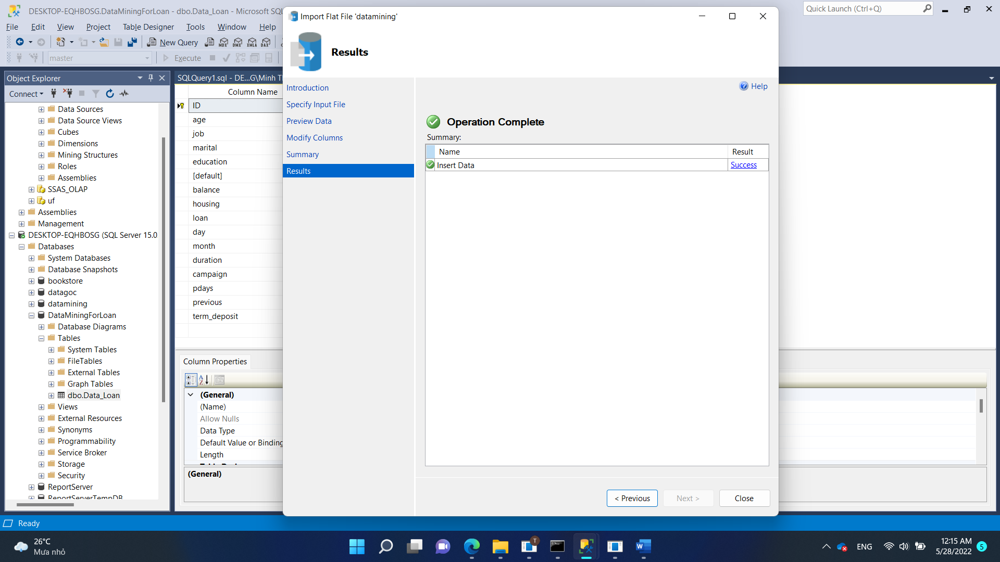 DESKTOP-EQHBOSG.DataMiningForLoan - dbo.Data_Loan - Microsoft SQL
Quick Launch (Ctrl+Q)
File Edit View Project Table Designer Tools Window Help
New Query MDX DMX XMLA DAX
master Execute
Object Explorer
Connect
Data Sources
Data Source Views
Cubes
Dimensions
Mining Structures
Roles
Assemblies
SSAS_OLAP
uf
Assemblies
Management
DESKTOP-EQHBOSG (SQL Server 15.0
Databases
System Databases
Database Snapshots
bookstore
datagoc
datamining
DataMiningForLoan
Database Diagrams
Tables
System Tables
FileTables
External Tables
Graph Tables
dbo.Data_Loan
Views
External Resources
Synonyms
Programmability
Service Broker
Storage
Security
ReportServer
ReportServerTempDB
SQLQuery1.sql - DE...G\Minh T
Column Name
ID
age
job
marital
education
[default]
balance
housing
loan
day
month
duration
campaign
pdays
previous
term_deposit
Column Properties
(General)
(Name)
Allow Nulls
Data Type
Default Value or Binding
Length
(General)
Import Flat File 'datamining'
Results
Introduction
Specify Input File
Preview Data
Modify Columns
Summary
Results
Help
Operation Complete
Summary:
Name Result
Insert Data Success
< Previous Next > Close
Ready
26°C
Mưa nhỏ
T
W
ENG
12:15 AM
5/28/2022
5